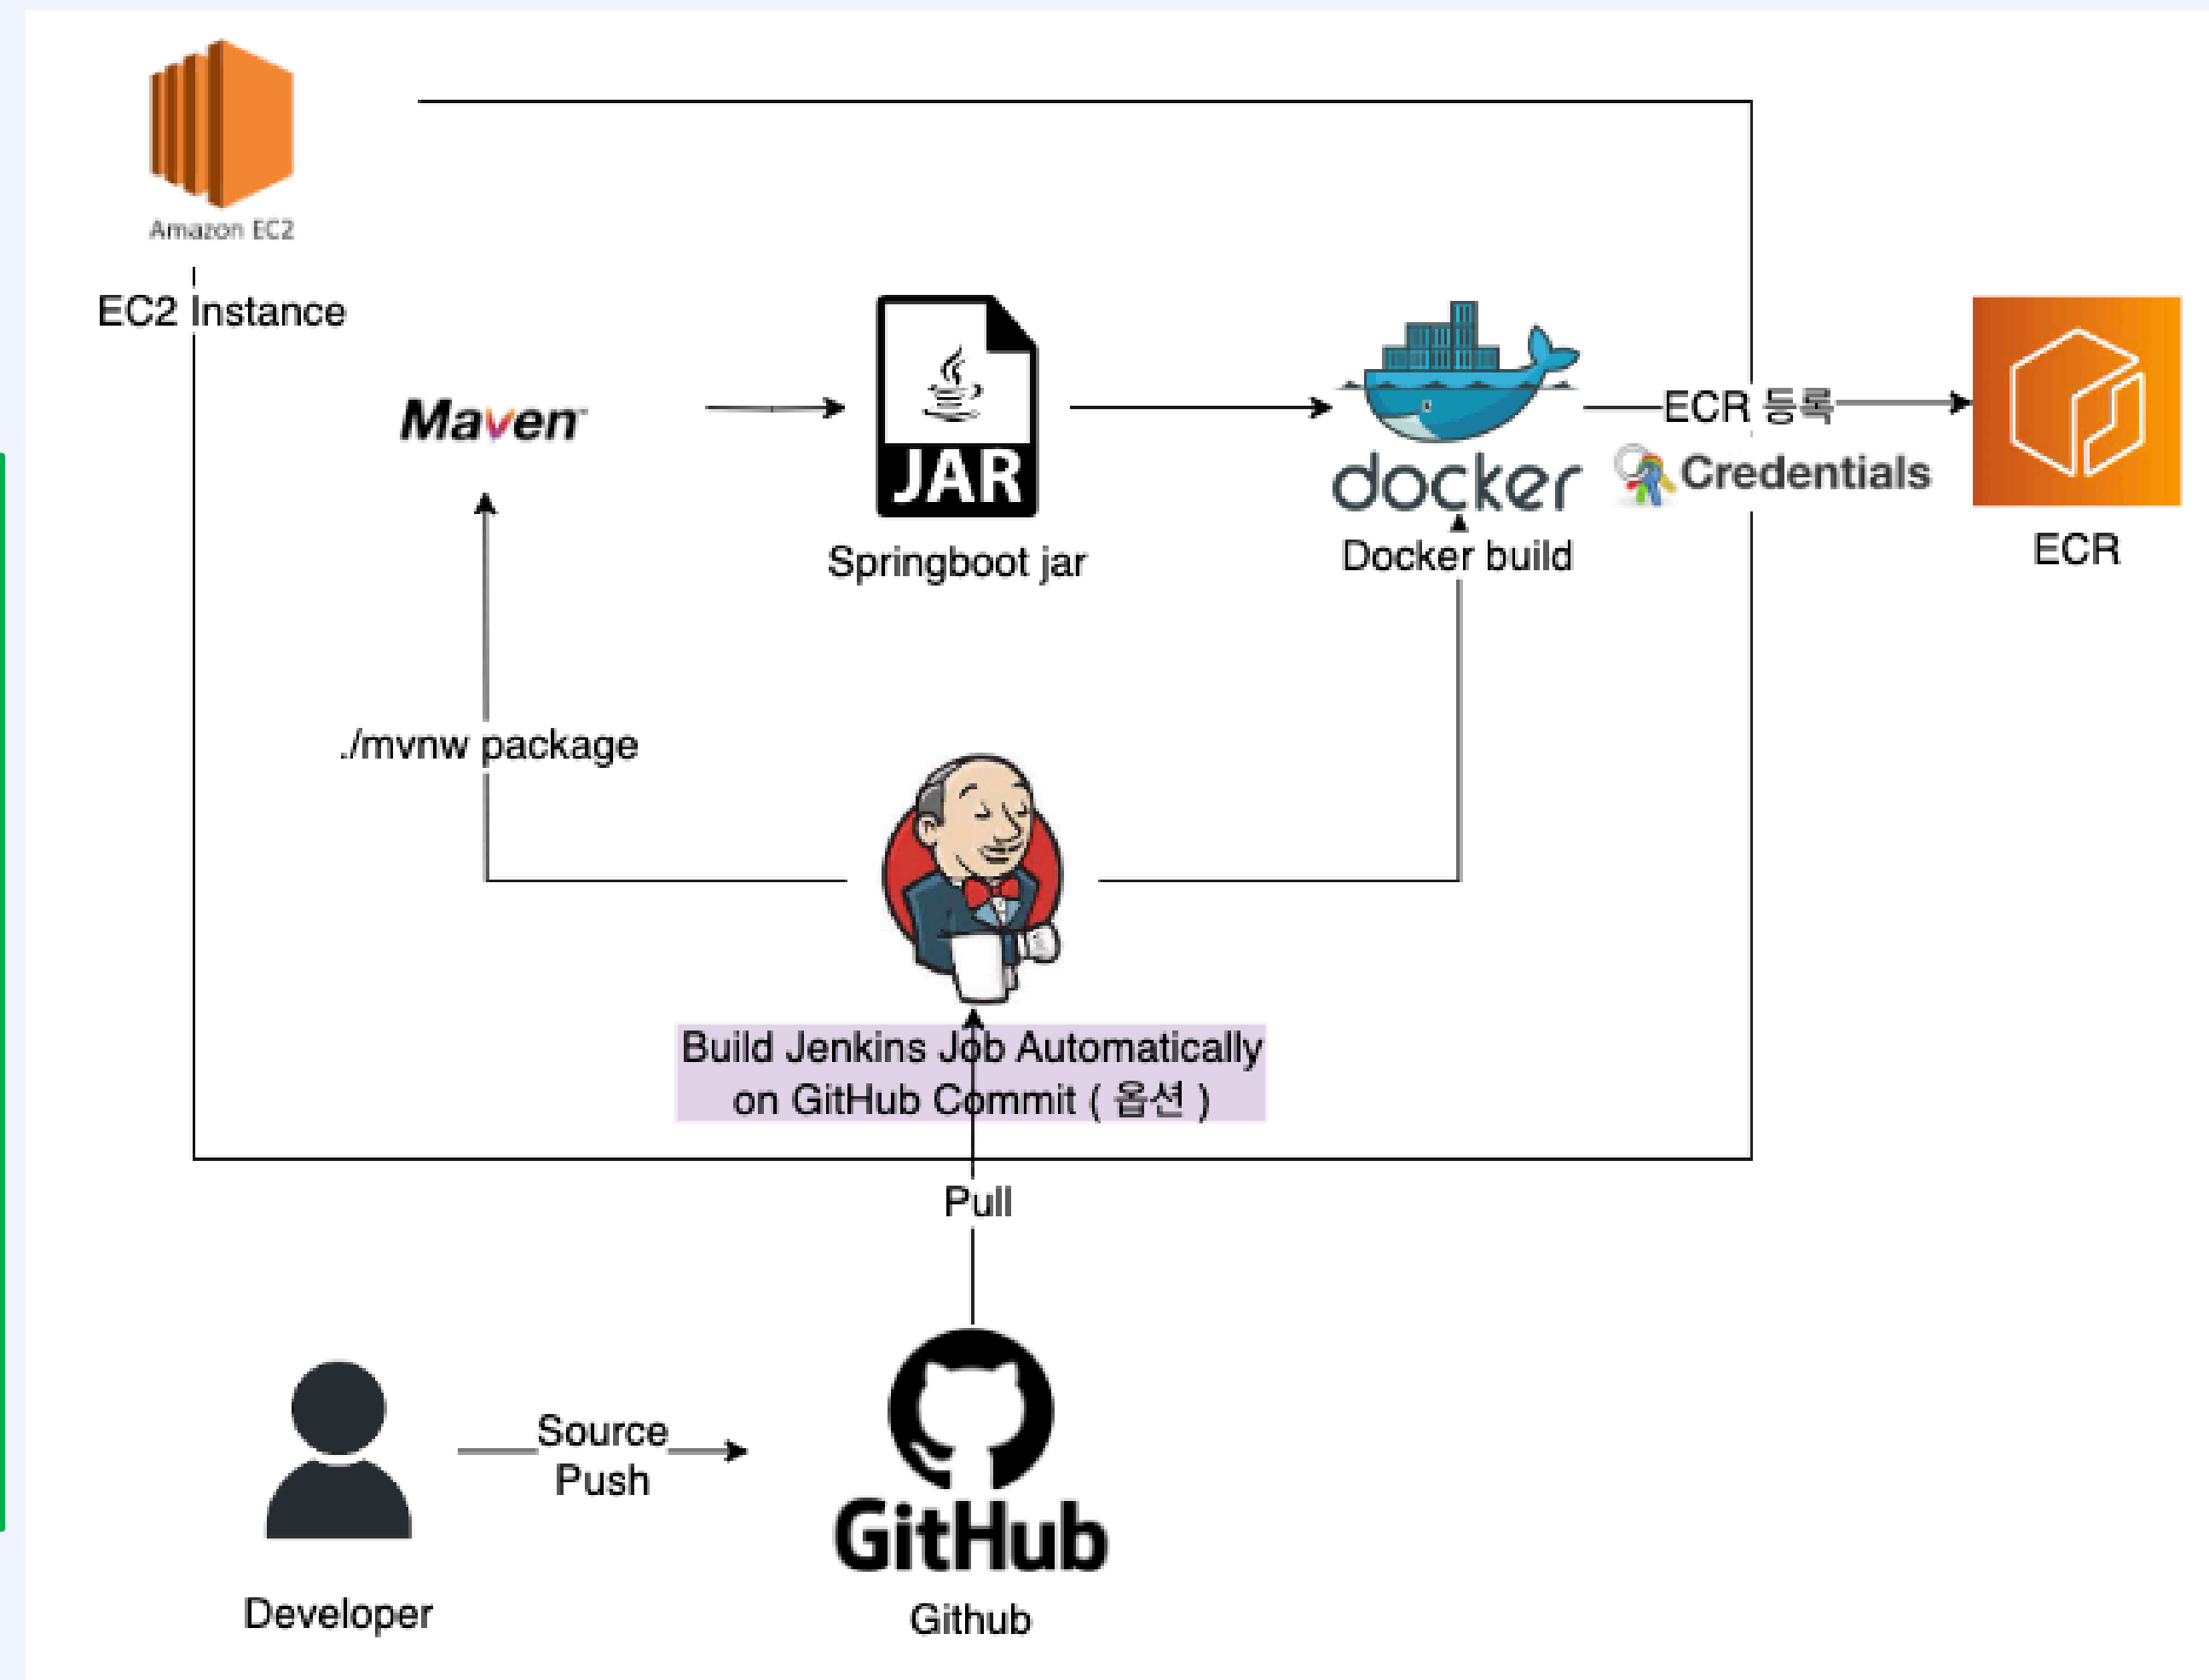 Amazon EC2
EC2 Instance
Maven™
JAR
Springboot jar
docker
Docker build
ECR 등록
Credentials
ECR
./mvnw package
Build Jenkins Job Automatically
on GitHub Commit ( 옵션 )
Pull
Source
Push
GitHub
Developer
Github